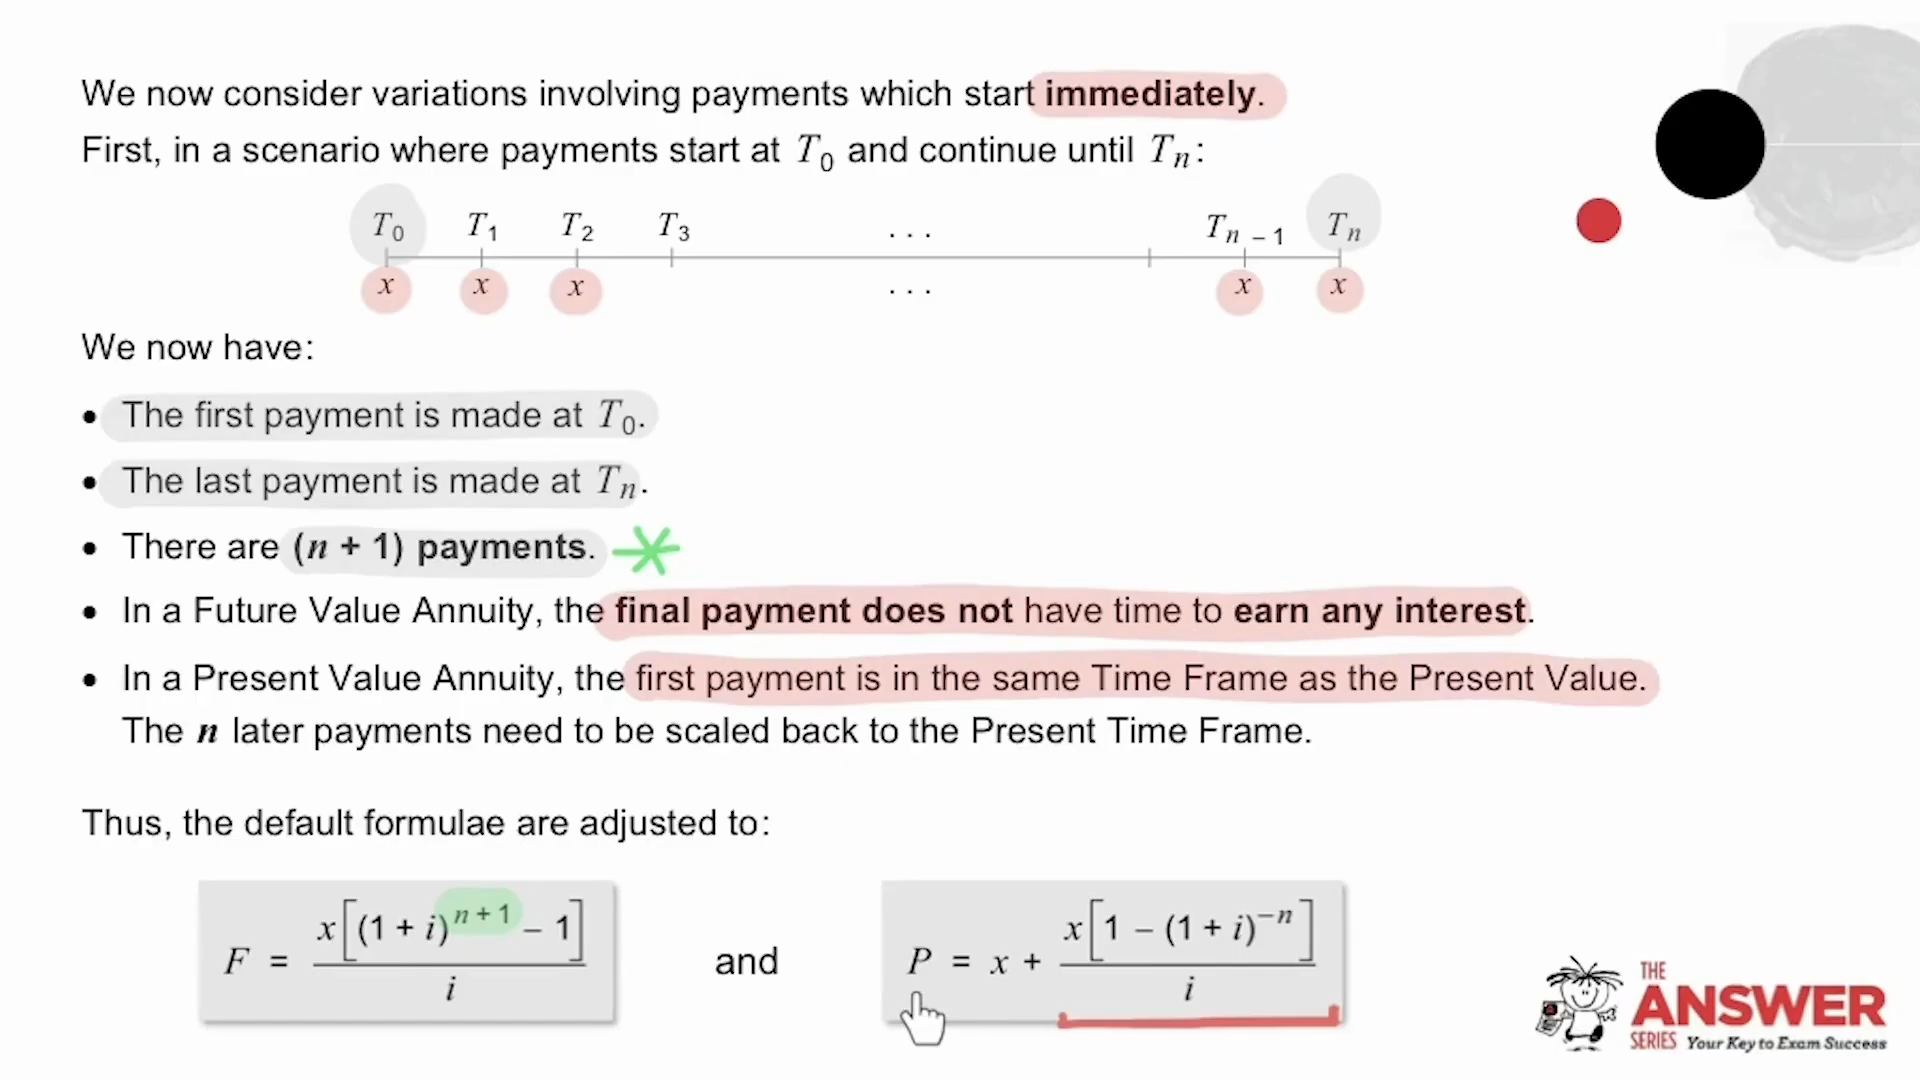 We now consider variations involving payments which start immediately.
First, in a scenario where payments start at T₀ and continue until Tₙ:
T₀ T₁ T₂ T₃ . . . Tₙ ₋ ₁ Tₙ
x x x . . . x x
We now have:
• The first payment is made at T₀.
• The last payment is made at Tₙ.
• There are (n + 1) payments.
• In a Future Value Annuity, the final payment does not have time to earn any interest.
• In a Present Value Annuity, the first payment is in the same Time Frame as the Present Value.
The n later payments need to be scaled back to the Present Time Frame.
Thus, the default formulae are adjusted to:
F = x[(1 + i)^(n + 1) – 1] / i and P = x + x[1 – (1 + i)^(–n)] / i
THE
ANSWER
SERIES Your Key to Exam Success